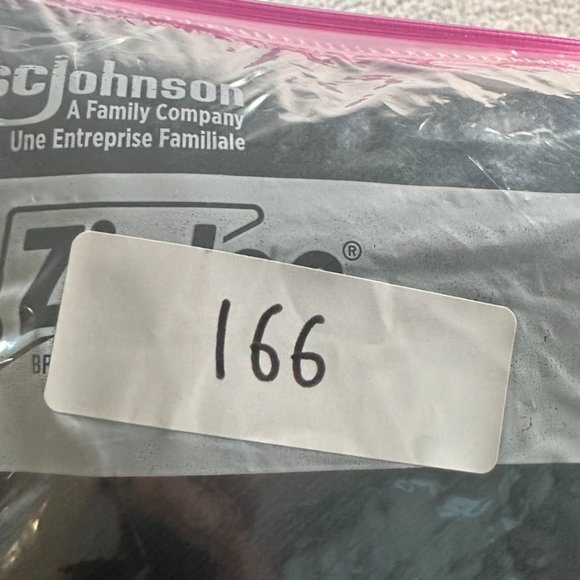 scjohnson
A Family Company
Une Entreprise Familiale
®
166